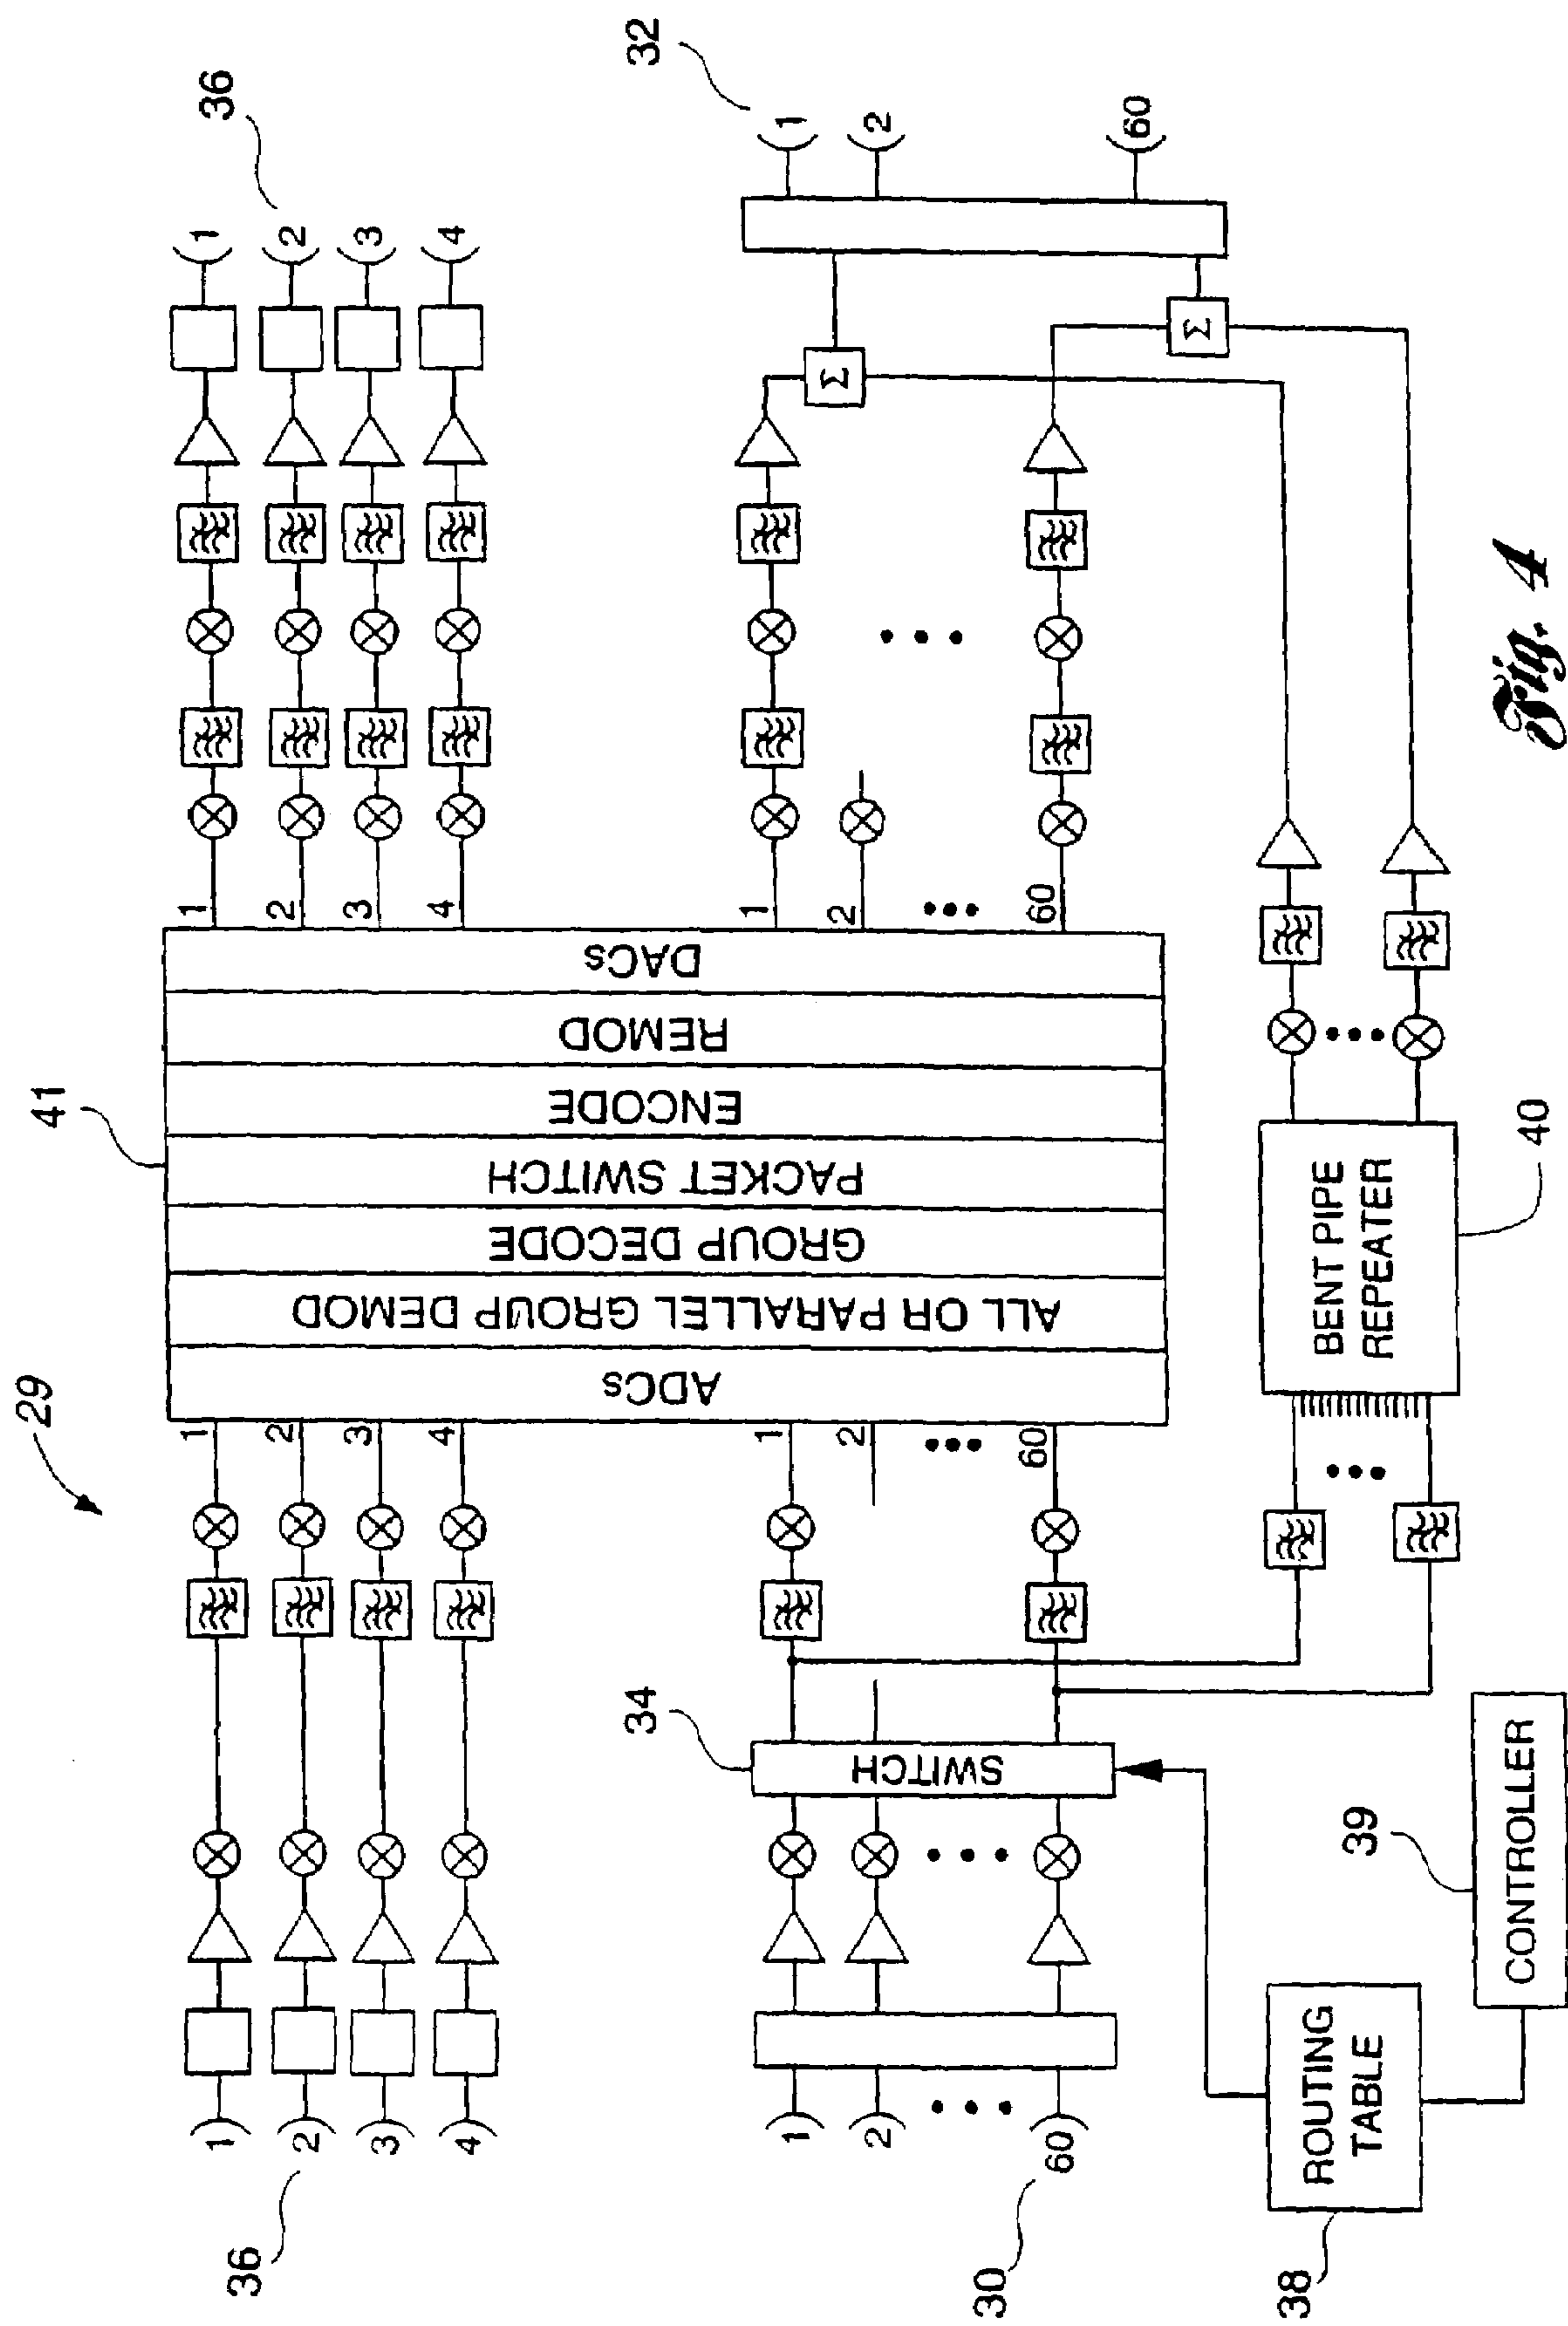 29
41
36
1
2
3
4
1
2
3
4
1
2
3
4
36
1
2
3
4
ADCs
ALL OR PARALLEL GROUP DEMOD
GROUP DECODE
PACKET SWITCH
ENCODE
REMOD
DACs
34
32
1
2
60
30
SWITCH
1
2
60
1
2
60
Σ
Σ
1
2
60
ROUTING
TABLE
38
CONTROLLER
39
BENT PIPE
REPEATER
40
Fig. 4